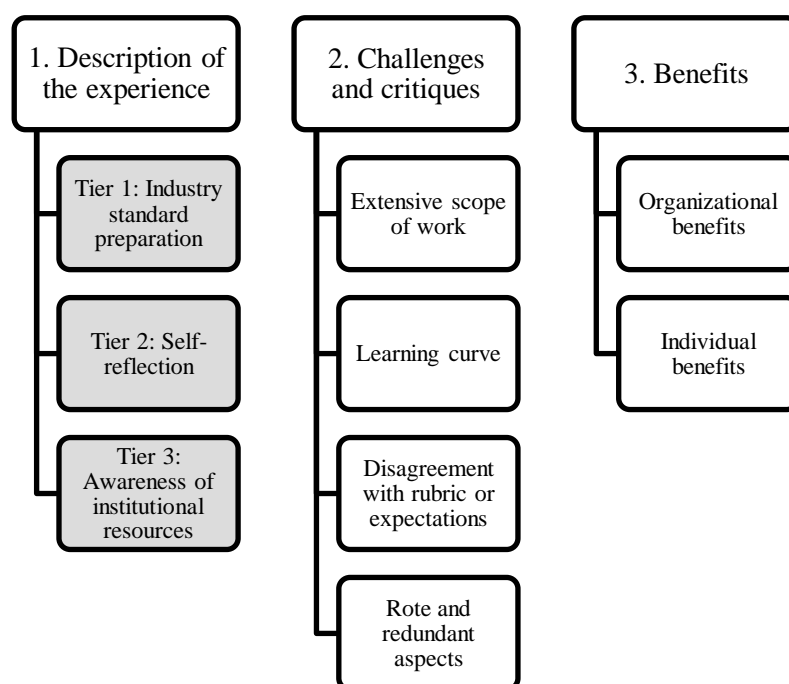 1. Description of
the experience
Tier 1: Industry
standard
preparation
Tier 2: Self-
reflection
Tier 3:
Awareness of
institutional
resources
2. Challenges
and critiques
Extensive scope
of work
Learning curve
Disagreement
with rubric or
expectations
Rote and
redundant
aspects
3. Benefits
Organizational
benefits
Individual
benefits